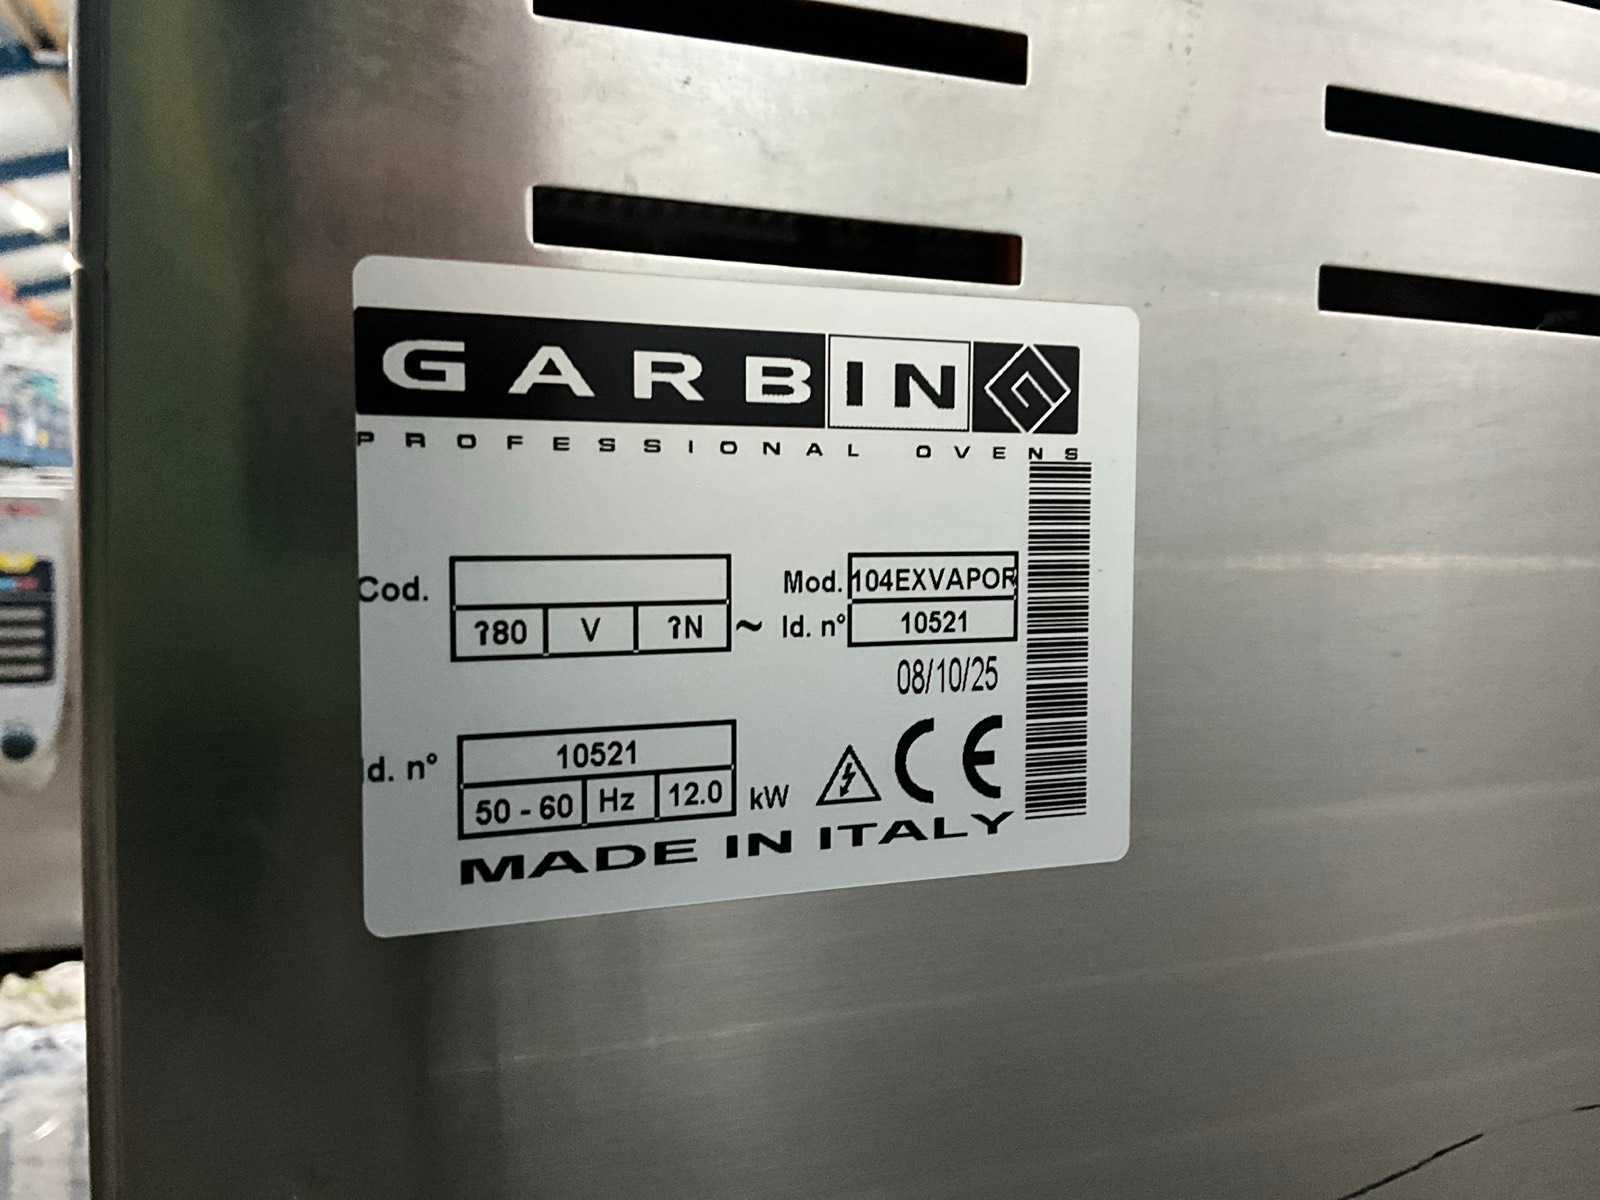 GARBIN
PROFESSIONAL OVENS
Cod.
?80 V ?N ~
Mod. 104EXVAPOR
Id. n° 10521
08/10/25
Id. n° 10521
50 - 60 Hz 12.0 kW
CE
MADE IN ITALY